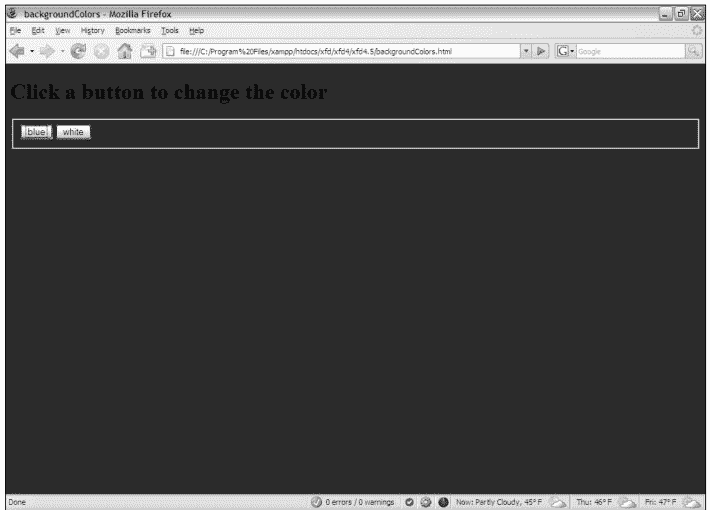 backgroundColors - Mozilla Firefox
File Edit View History Bookmarks Tools Help
file:///C:/Program%20Files/xampp/htdocs/xfd/xfd4/xfd4.5/backgroundColors.html
G Google
Click a button to change the color
blue white
Done 0 errors / 0 warnings Now: Partly Cloudy, 45° F Thu: 46° F Fri: 47° F